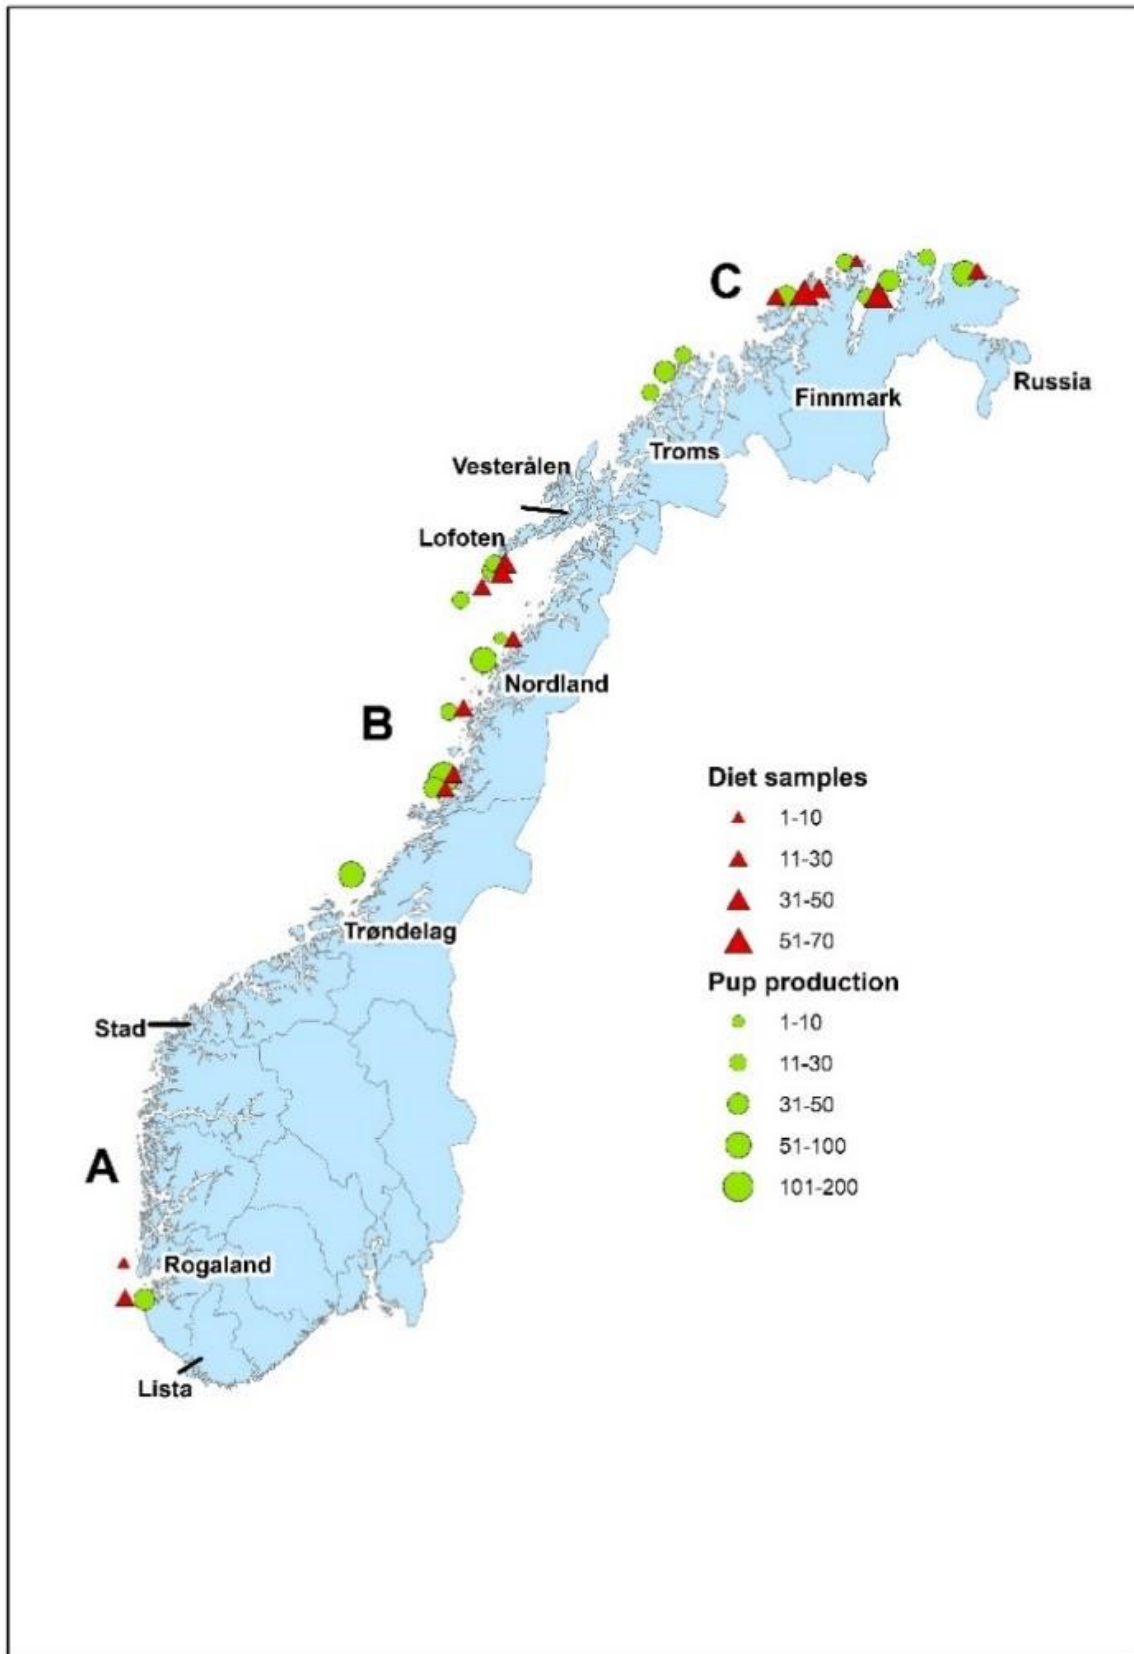 C
Russia
Finnmark
Troms
Vesterålen
Lofoten
Nordland
B
Diet samples
1-10
11-30
31-50
51-70
Trøndelag
Pup production
1-10
11-30
31-50
51-100
101-200
Stad
A
Rogaland
Lista